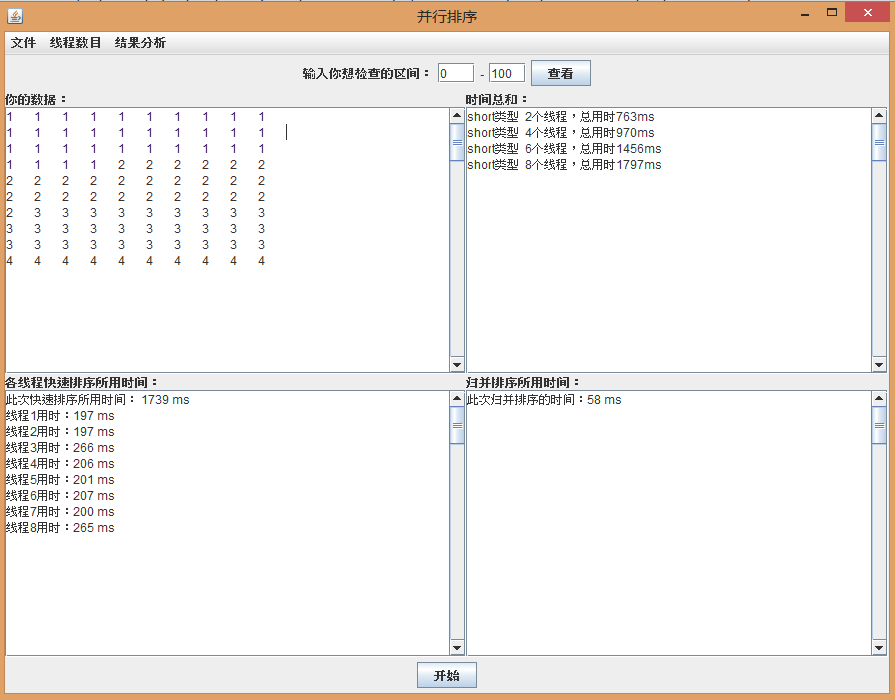 并行排序
文件 线程数目 结果分析
输入你想检查的区间： 0 - 100 查看
你的数据：
1 1 1 1 1 1 1 1 1 1
1 1 1 1 1 1 1 1 1 1
1 1 1 1 1 1 1 1 1 1
1 1 1 1 2 2 2 2 2 2
2 2 2 2 2 2 2 2 2 2
2 2 2 2 2 2 2 2 2 2
2 3 3 3 3 3 3 3 3 3
3 3 3 3 3 3 3 3 3 3
3 3 3 3 3 3 3 3 3 3
4 4 4 4 4 4 4 4 4 4
时间总和：
short类型 2个线程，总用时763ms
short类型 4个线程，总用时970ms
short类型 6个线程，总用时1456ms
short类型 8个线程，总用时1797ms
各线程快速排序所用时间：
此次快速排序所用时间： 1739 ms
线程1用时：197 ms
线程2用时：197 ms
线程3用时：266 ms
线程4用时：206 ms
线程5用时：201 ms
线程6用时：207 ms
线程7用时：200 ms
线程8用时：265 ms
归并排序所用时间：
此次归并排序的时间：58 ms
开始